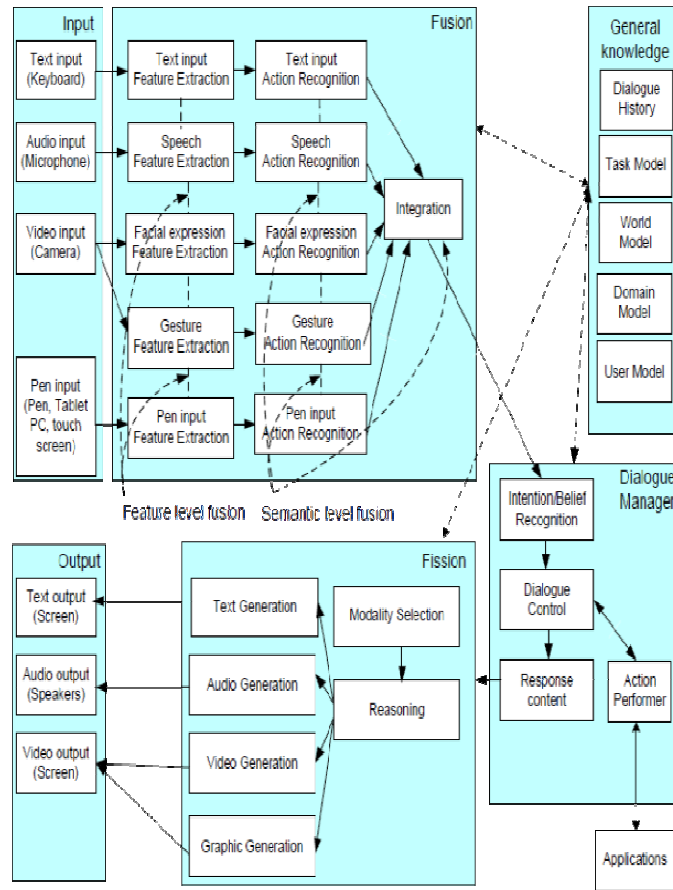 Input
Text input
(Keyboard)
Audio input
(Microphone)
Video input
(Camera)
Pen input
(Pen, Tablet
PC, touch
screen)
Fusion
Text input
Feature Extraction
Text input
Action Recognition
Speech
Feature Extraction
Speech
Action Recognition
Facial expression
Feature Extraction
Facial expression
Action Recognition
Gesture
Feature Extraction
Gesture
Action Recognition
Pen input
Feature Extraction
Pen input
Action Recognition
Integration
Feature level fusion
Semantic level fusion
General
knowledge
Dialogue
History
Task Model
World
Model
Domain
Model
User Model
Dialogue
Manager
Intention/Belief
Recognition
Dialogue
Control
Response
content
Action
Performer
Applications
Fission
Modality Selection
Reasoning
Text Generation
Audio Generation
Video Generation
Graphic Generation
Output
Text output
(Screen)
Audio output
(Speakers)
Video output
(Screen)